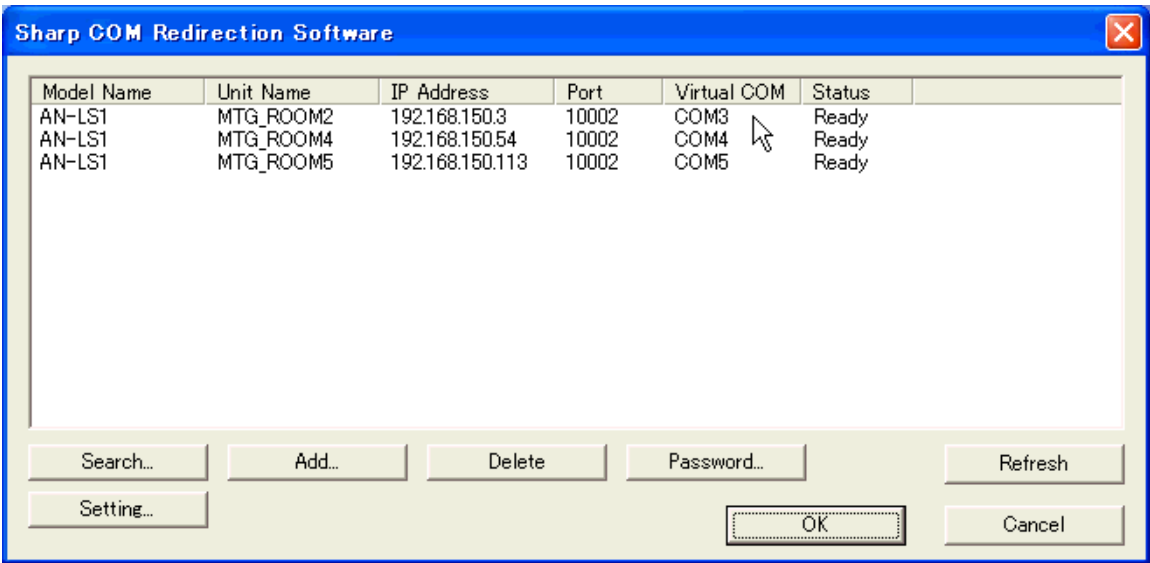 Sharp COM Redirection Software
Model Name Unit Name IP Address Port Virtual COM Status
AN-LS1 MTG_ROOM2 192.168.150.3 10002 COM3 Ready
AN-LS1 MTG_ROOM4 192.168.150.54 10002 COM4 Ready
AN-LS1 MTG_ROOM5 192.168.150.113 10002 COM5 Ready
Search... Add... Delete Password... Refresh
Setting... OK Cancel